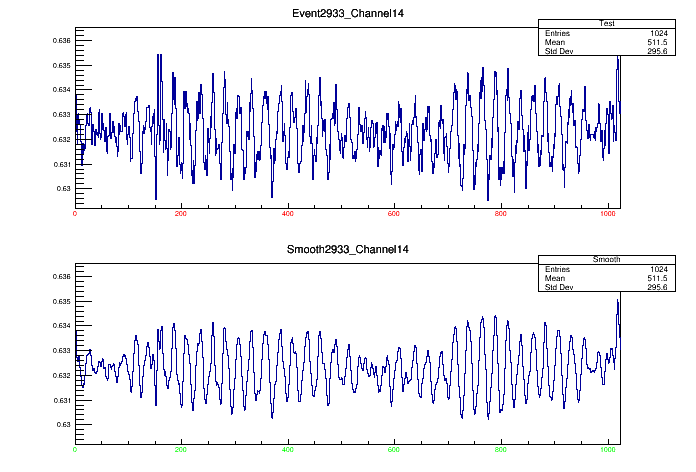 Event2933_Channel14
Test
Entries 1024
Mean 511.5
Std Dev 295.6
0.636
0.635
0.634
0.633
0.632
0.631
0.63
0 200 400 600 800 1000
Smooth2933_Channel14
Smooth
Entries 1024
Mean 511.5
Std Dev 295.6
0.636
0.635
0.634
0.633
0.632
0.631
0.63
0 200 400 600 800 1000